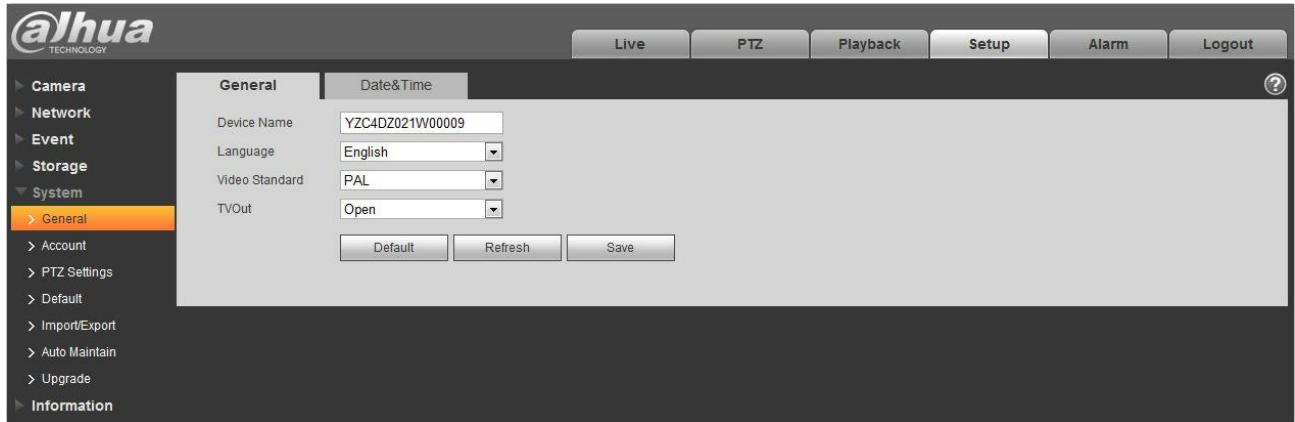 alhua
TECHNOLOGY
Live PTZ Playback Setup Alarm Logout
Camera
Network
Event
Storage
System
General
Account
PTZ Settings
Default
Import/Export
Auto Maintain
Upgrade
Information
General Date&Time ?
Device Name YZC4DZ021W00009
Language English
Video Standard PAL
TVOut Open
Default Refresh Save